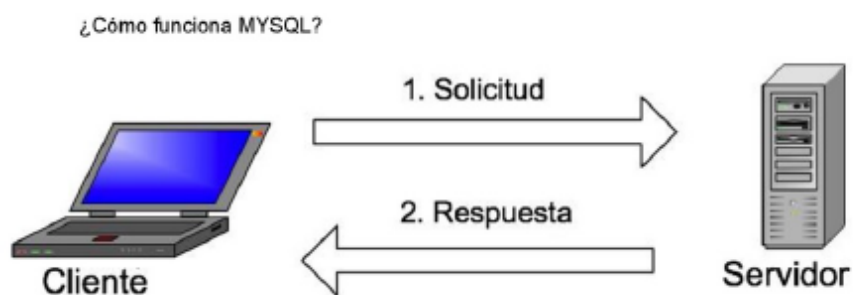 ¿Cómo funciona MYSQL?
1. Solicitud
2. Respuesta
Cliente
Servidor